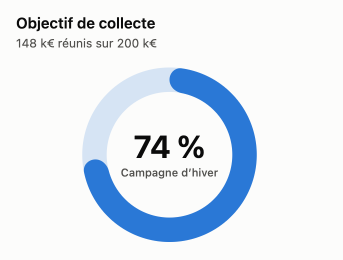 Objectif de collecte
148 k€ réunis sur 200 k€
74 %
Campagne d’hiver